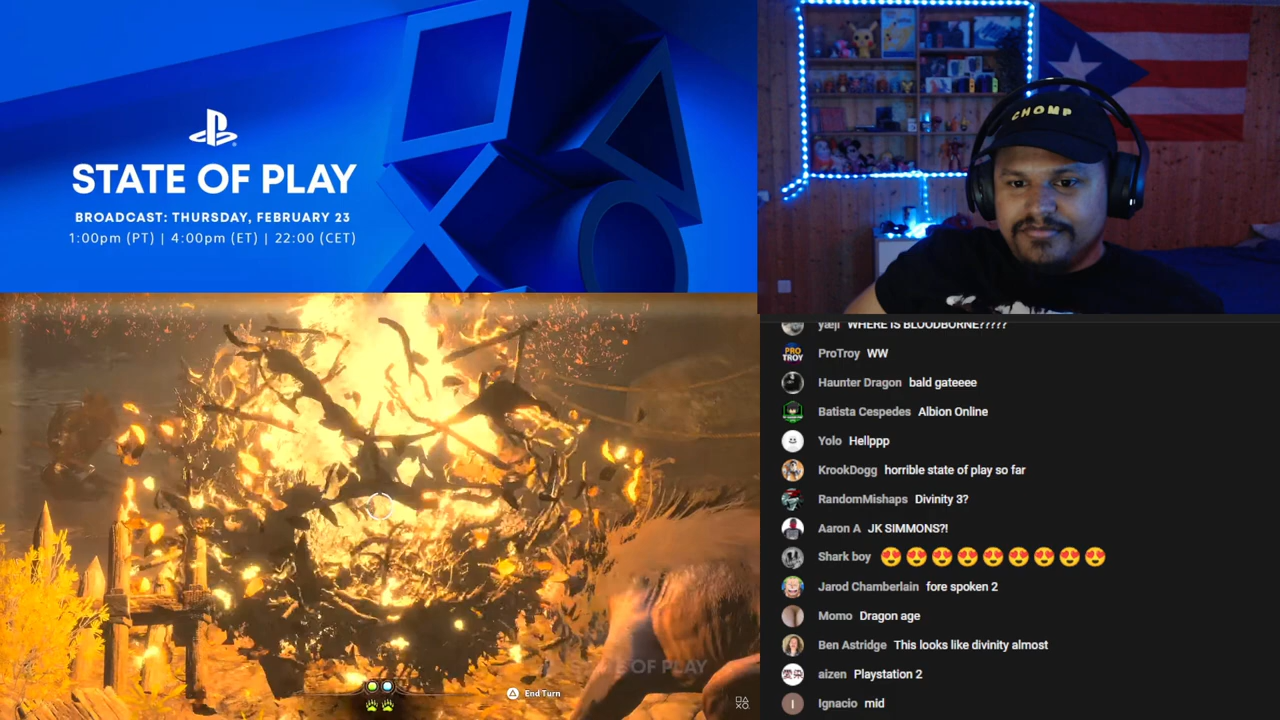 STATE OF PLAY
BROADCAST: THURSDAY, FEBRUARY 23
1:00pm (PT) | 4:00pm (ET) | 22:00 (CET)
CHOMP
yæji WHERE IS BLOODBORNE?????
PRO TROY ProTroy WW
Haunter Dragon bald gateeee
Batista Cespedes Albion Online
Yolo Hellppp
KrookDogg horrible state of play so far
RandomMishaps Divinity 3?
Aaron A JK SIMMONS?!
Shark boy 😍😍😍😍😍😍😍😍😍
Jarod Chamberlain fore spoken 2
Momo Dragon age
Ben Astridge This looks like divinity almost
aizen Playstation 2
I Ignacio mid
STATE OF PLAY
End Turn